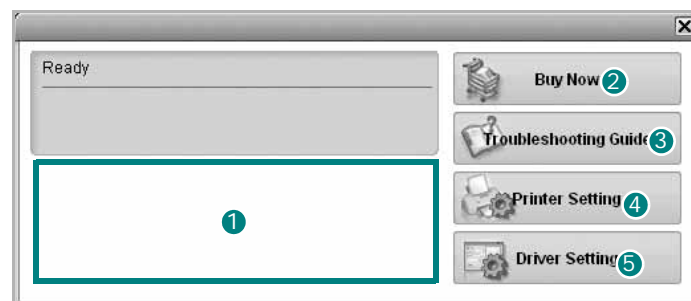 Ready
Buy Now 2
Troubleshooting Guide 3
1
Printer Setting 4
Driver Setting 5